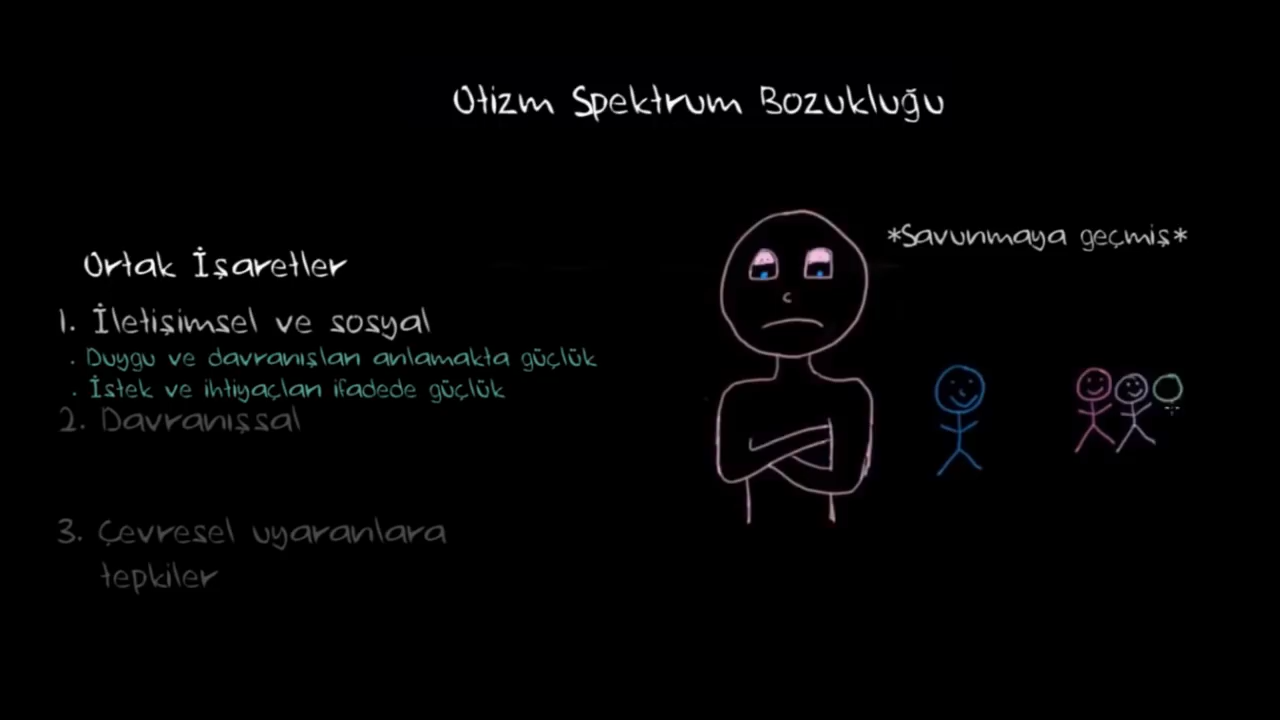 Otizm Spektrum Bozukluğu
*Savunmaya geçmiş*
Ortak İşaretler
1. İletişimsel ve sosyal
. Duygu ve davranışları anlamakta güçlük
. İstek ve ihtiyaçları ifadede güçlük
2. Davranışsal
3. Çevresel uyaranlara
tepkiler